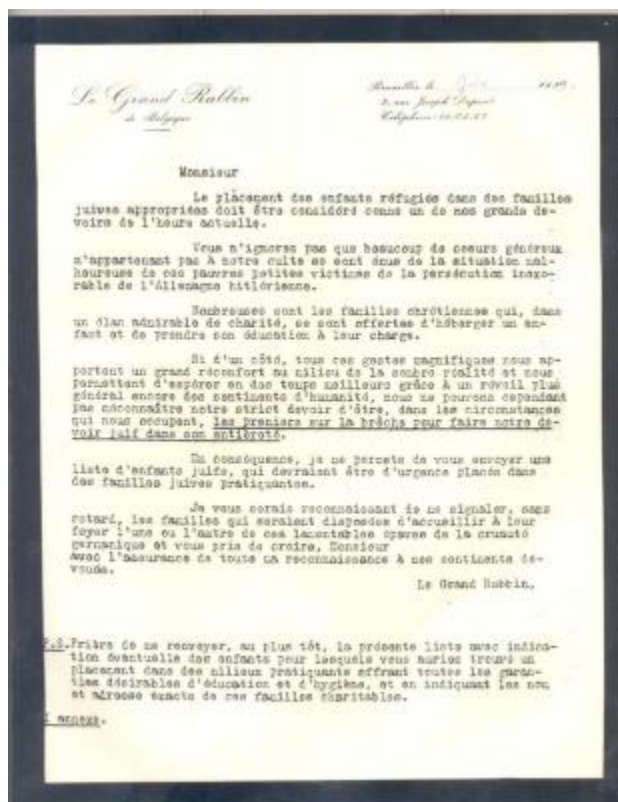 Le Grand Rabbin
de Belgique
Bruxelles le
2, rue Joseph Dupont
Téléphone:
Monsieur
Le placement des enfants réfugiés dans des familles
juives appropriées doit être considéré comme un de nos grands de-
voirs de l'heure actuelle.
Vous n'ignorez pas que beaucoup de coeurs généreux
n'appartenant pas à notre culte se sont émus de la situation mal-
heureuse de ces pauvres petites victimes de la persécution inexo-
rable de l'Allemagne hitlérienne.
Nombreuses sont les familles chrétiennes qui, dans
un élan admirable de charité, se sont offertes d'héberger un en-
fant et de prendre son éducation à leur charge.
Si d'un côté, tous ces gestes magnifiques nous ap-
portent un grand réconfort au milieu de la sombre réalité et nous
permettent d'espérer en des temps meilleurs grâce à un réveil plus
général encore des sentiments d'humanité, nous ne pouvons cependant
pas méconnaître notre strict devoir d'être, dans les circonstances
qui nous occupent, les premiers sur la brèche pour faire notre de-
voir juif dans son entièreté.
En conséquence, je me permets de vous envoyer une
liste d'enfants juifs, qui devraient être d'urgence placés dans
des familles juives pratiquantes.
Je vous serais reconnaissant de me signaler, sans
retard, les familles qui seraient disposées d'accueillir à leur
foyer l'une ou l'autre de ces lamentables épaves de la cruauté
germanique et vous prie de croire, Monsieur
avec l'assurance de toute ma reconnaissance à mes sentiments dé-
voués.
Le Grand Rabbin,
P.S.Prière de me renvoyer, au plus tôt, la présente liste avec indica-
tion éventuelle des enfants pour lesquels vous auriez trouvé un
placement dans des milieux pratiquants offrant toutes les garan-
ties désirables d'éducation et d'hygiène, et en indiquant les nom
et adresse exacts de ces familles charitables.
annexe.